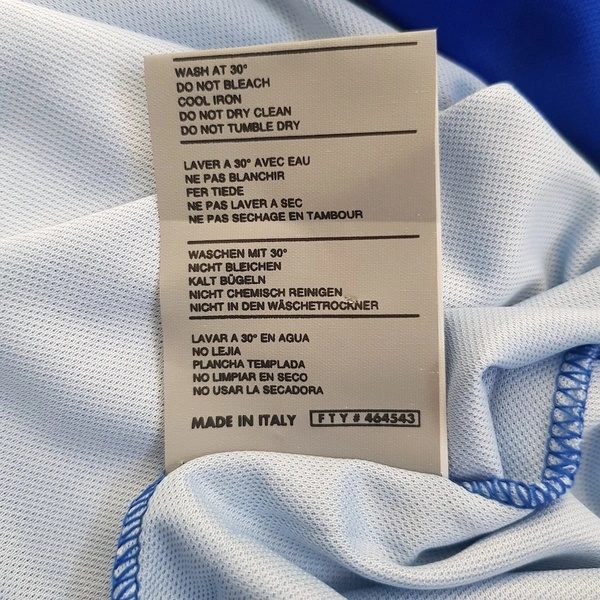 WASH AT 30°
DO NOT BLEACH
COOL IRON
DO NOT DRY CLEAN
DO NOT TUMBLE DRY
LAVER A 30° AVEC EAU
NE PAS BLANCHIR
FER TIEDE
NE PAS LAVER A SEC
NE PAS SECHAGE EN TAMBOUR
WASCHEN MIT 30°
NICHT BLEICHEN
KALT BÜGELN
NICHT CHEMISCH REINIGEN
NICHT IN DEN WÄSCHETROCKNER
LAVAR A 30° EN AGUA
NO LEJIA
PLANCHA TEMPLADA
NO LIMPIAR EN SECO
NO USAR LA SECADORA
MADE IN ITALY FTY # 464543